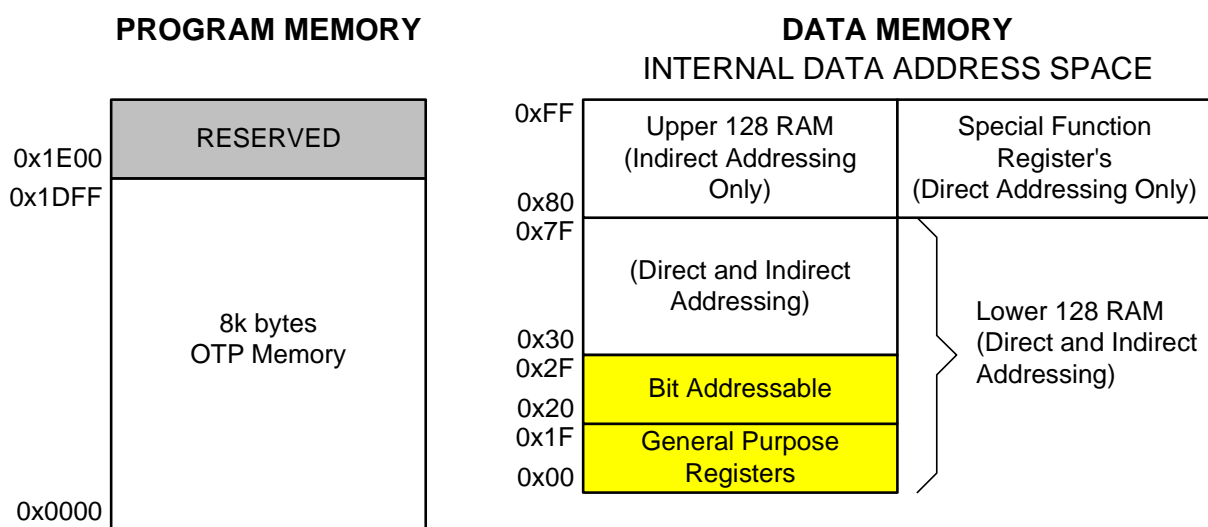 PROGRAM MEMORY
RESERVED
0x1E00
0x1DFF
8k bytes
OTP Memory
0x0000
DATA MEMORY
INTERNAL DATA ADDRESS SPACE
0xFF
Upper 128 RAM
(Indirect Addressing
Only)
0x80
Special Function
Register's
(Direct Addressing Only)
0x7F
(Direct and Indirect
Addressing)
0x30
0x2F
Bit Addressable
0x20
0x1F
General Purpose
Registers
0x00
Lower 128 RAM
(Direct and Indirect
Addressing)